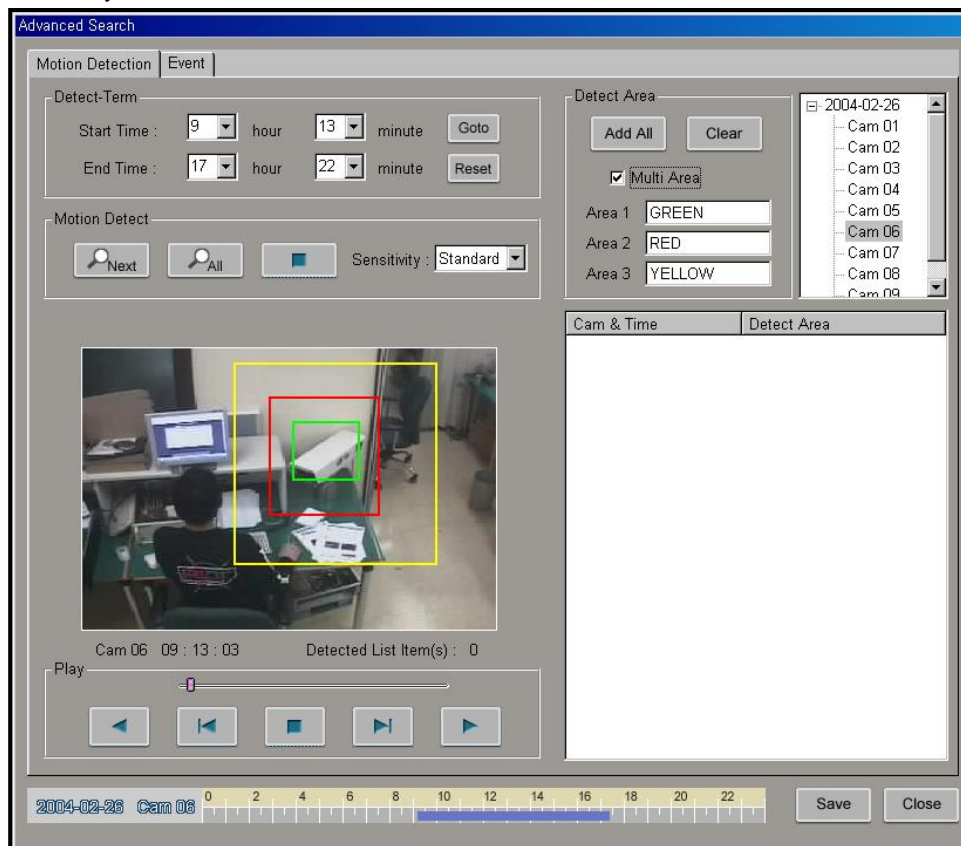 Advanced Search
Motion Detection Event
Detect-Term
Start Time : 9 hour 13 minute Goto
End Time : 17 hour 22 minute Reset
Motion Detect
Next All Sensitivity : Standard
Detect Area
Add All Clear
Multi Area
Area 1 GREEN
Area 2 RED
Area 3 YELLOW
2004-02-26
Cam 01
Cam 02
Cam 03
Cam 04
Cam 05
Cam 06
Cam 07
Cam 08
Cam 09
Cam & Time Detect Area
Cam 06 09 : 13 : 03 Detected List Item(s) : 0
Play
2004-02-26 Cam 06 0 2 4 6 8 10 12 14 16 18 20 22
Save Close